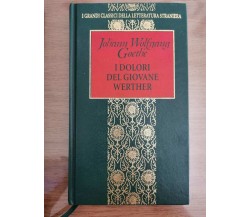 I GRANDI CLASSICI DELLA LETTERATURA STRANIERA
Johann Wolfgang
Goethe
I DOLORI
DEL GIOVANE
WERTHER